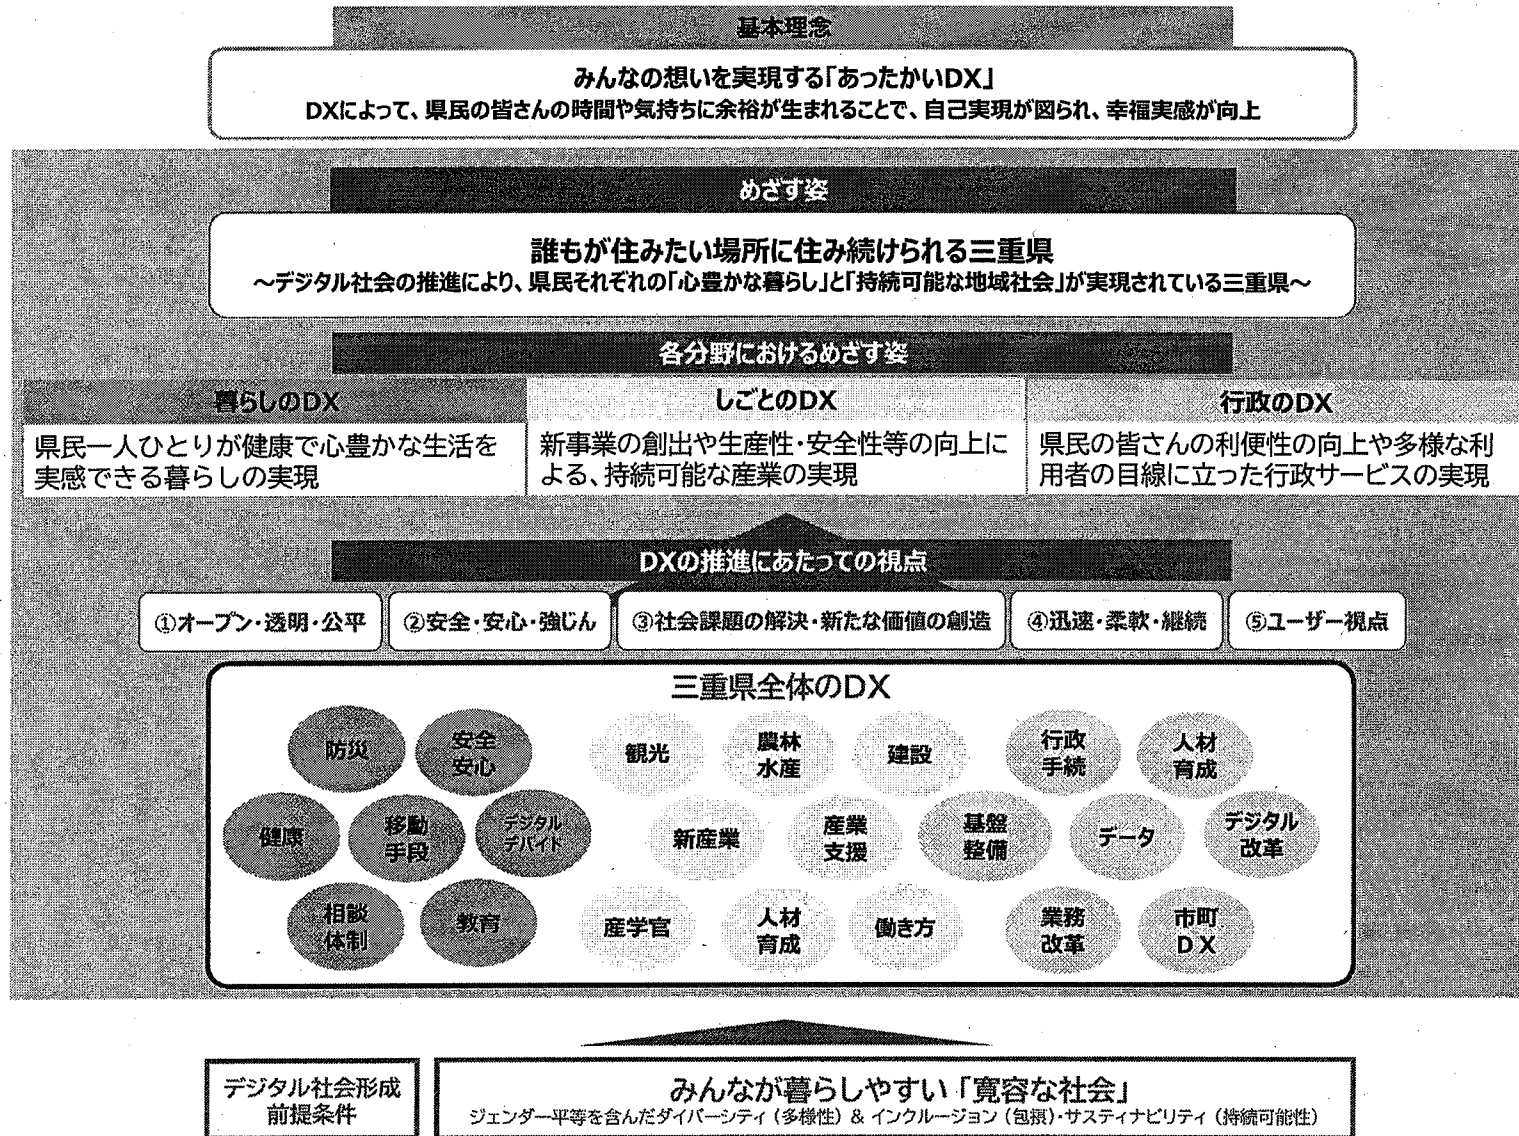 基本理念
みんなの想いを実現する「あったかいDX」
DXによって、県民の皆さんの時間や気持ちに余裕が生まれることで、自己実現が図られ、幸福実感が向上
めざす姿
誰もが住みたい場所に住み続けられる三重県
～デジタル社会の推進により、県民それぞれの「心豊かな暮らし」と「持続可能な地域社会」が実現されている三重県～
各分野におけるめざす姿
暮らしのDX
県民一人ひとりが健康で心豊かな生活を
実感できる暮らしの実現
しごとのDX
新事業の創出や生産性・安全性等の向上に
よる、持続可能な産業の実現
行政のDX
県民の皆さんの利便性の向上や多様な利
用者の目線に立った行政サービスの実現
DXの推進にあたっての視点
①オープン・透明・公平
②安全・安心・強じん
③社会課題の解決・新たな価値の創造
④迅速・柔軟・継続
⑤ユーザー視点
三重県全体のDX
防災
安全
安心
観光
農林
水産
建設
行政
手続
人材
育成
健康
移動
手段
デジタル
デバイド
新産業
産業
支援
基盤
整備
データ
デジタル
改革
相談
体制
教育
産学官
人材
育成
働き方
業務
改革
市町
DX
デジタル社会形成
前提条件
みんなが暮らしやすい「寛容な社会」
ジェンダー平等を含んだダイバーシティ（多様性）& インクルージョン（包摂）・サスティナビリティ（持続可能性）